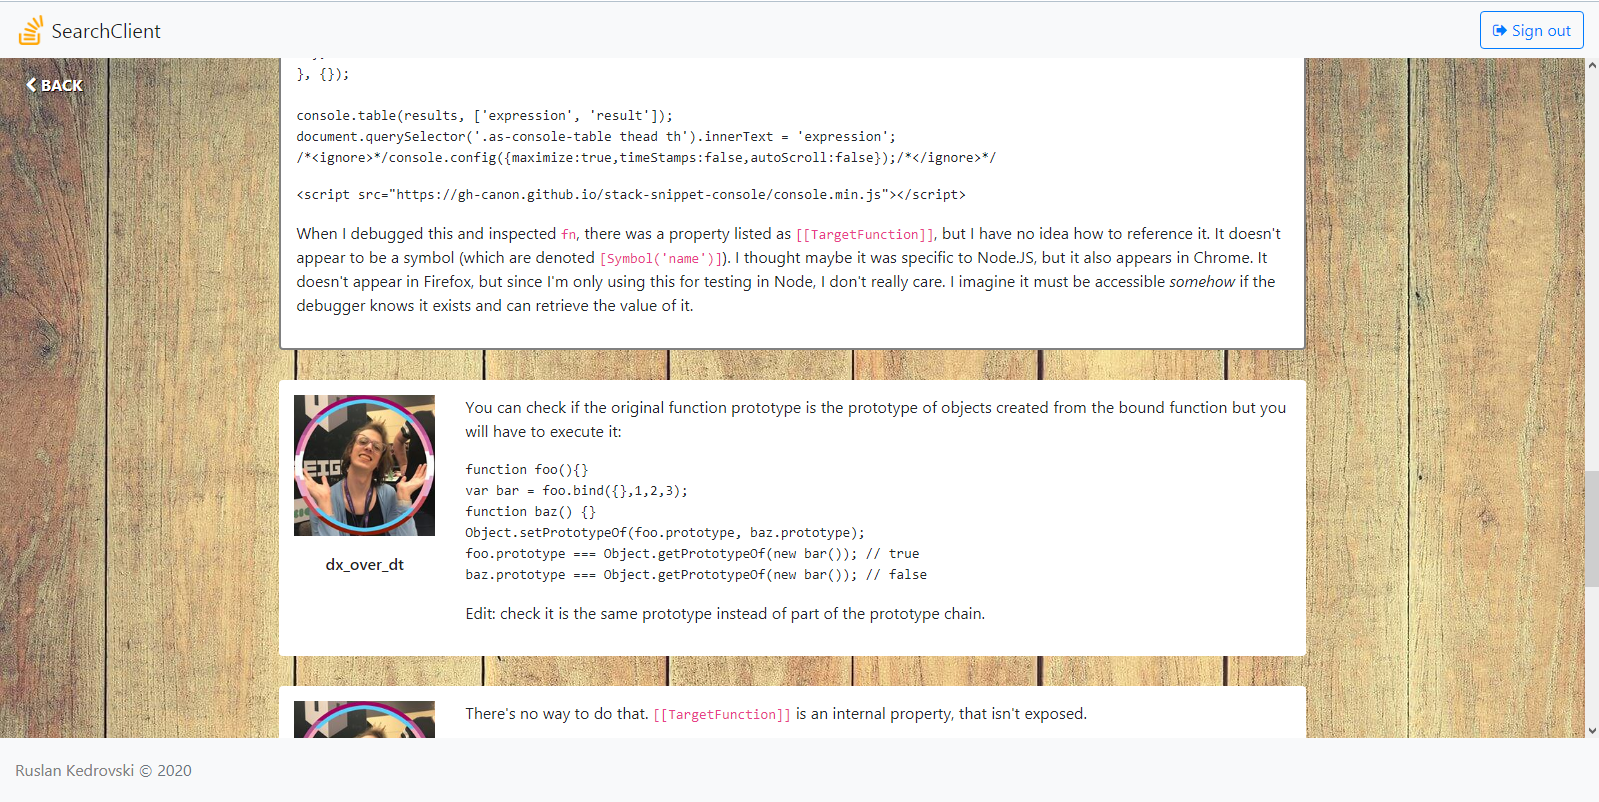 SearchClient
Sign out
BACK
}, {});
console.table(results, ['expression', 'result']);
document.querySelector('.as-console-table thead th').innerText = 'expression';
/*<ignore>*/console.config({maximize:true,timeStamps:false,autoScroll:false});/*</ignore>*/
<script src="https://gh-canon.github.io/stack-snippet-console/console.min.js"></script>
When I debugged this and inspected fn, there was a property listed as [[TargetFunction]], but I have no idea how to reference it. It doesn't
appear to be a symbol (which are denoted [Symbol('name')]). I thought maybe it was specific to Node.JS, but it also appears in Chrome. It
doesn't appear in Firefox, but since I'm only using this for testing in Node, I don't really care. I imagine it must be accessible somehow if the
debugger knows it exists and can retrieve the value of it.
EIG
dx_over_dt
You can check if the original function prototype is the prototype of objects created from the bound function but you
will have to execute it:
function foo(){}
var bar = foo.bind({},1,2,3);
function baz() {}
Object.setPrototypeOf(foo.prototype, baz.prototype);
foo.prototype === Object.getPrototypeOf(new bar()); // true
baz.prototype === Object.getPrototypeOf(new bar()); // false
Edit: check it is the same prototype instead of part of the prototype chain.
There's no way to do that. [[TargetFunction]] is an internal property, that isn't exposed.
Ruslan Kedrovski © 2020